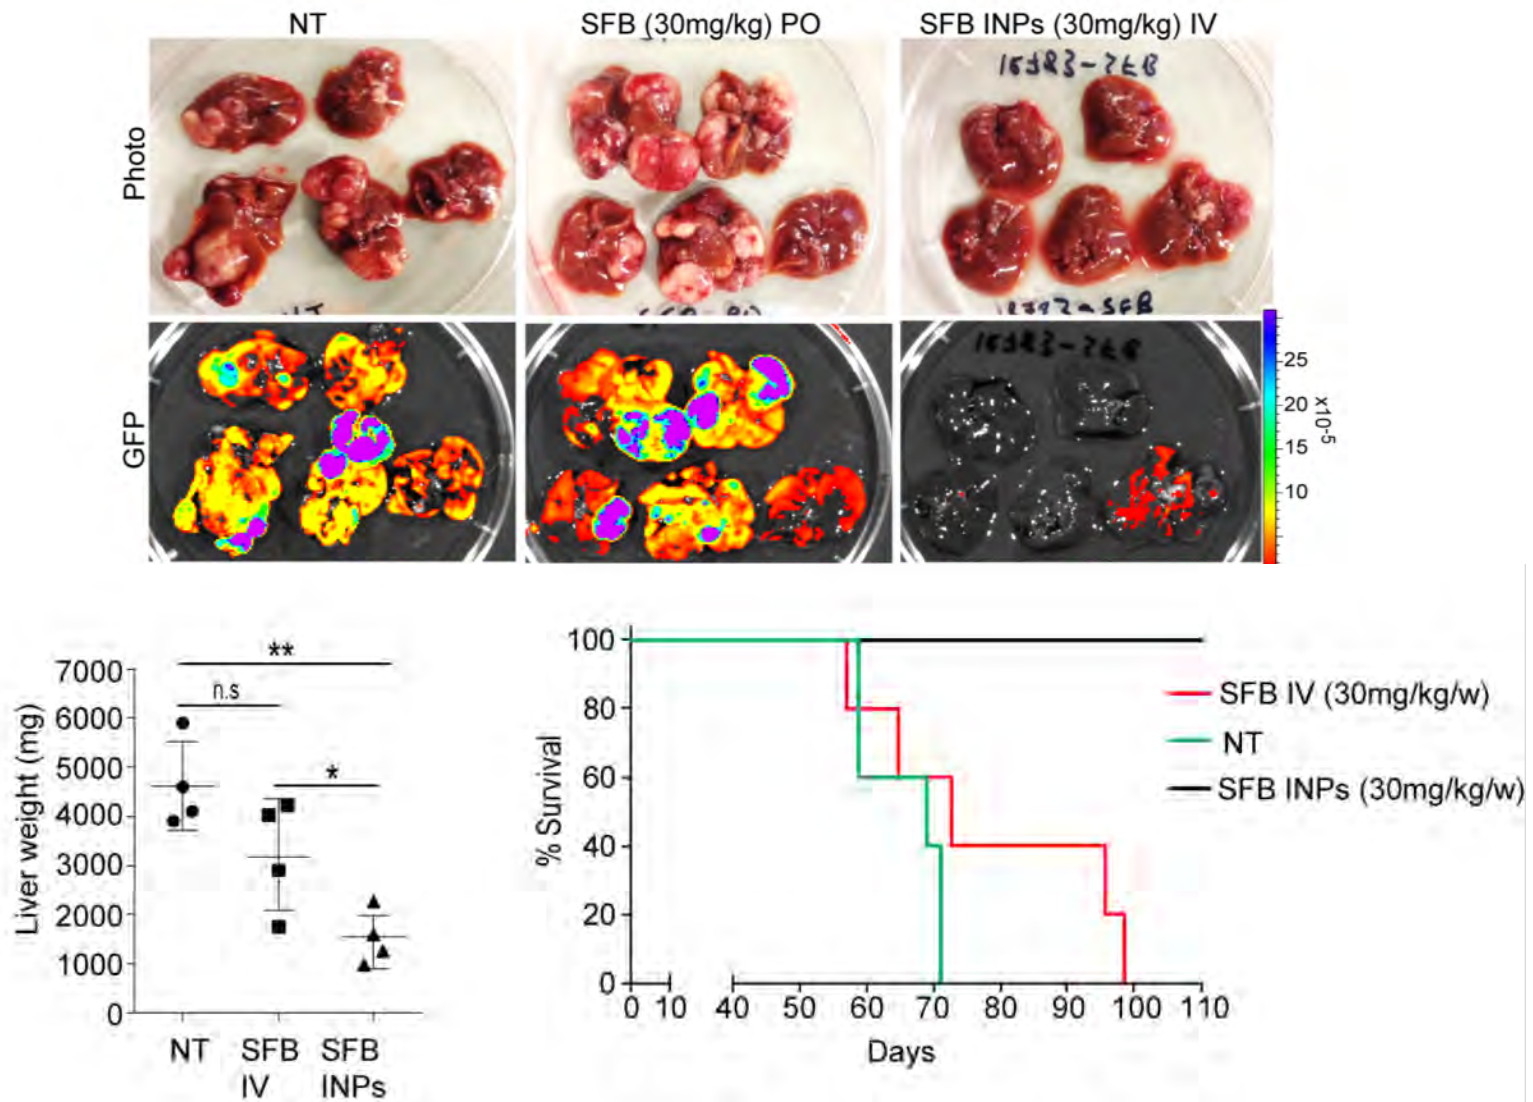 NT
SFB (30mg/kg) PO
SFB INPs (30mg/kg) IV
Photo
GFP
25
20
15
10
x10-5
7000
6000
5000
4000
3000
2000
1000
0
Liver weight (mg)
**
n.s
*
NT
SFB IV
SFB INPs
100
80
60
40
20
0
% Survival
0 10 40 50 60 70 80 90 100 110
Days
SFB IV (30mg/kg/w)
NT
SFB INPs (30mg/kg/w)